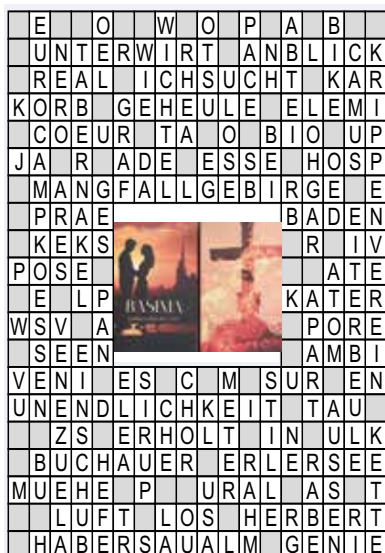 E O W O P A B
UNTERWIRT ANBLICK
REAL ICHSUCHT KAR
KORB GEHEULE ELEMI
COEUR TA O BIO UP
JA R ADE ESSE HOSP
MANGFALLGEBIRGE E
PRAE BADEN
KEKS R IV
POSE ATE
E LP KATER
BASIMA
WSV A PORE
SEEN AMBI
VENI ES C M SUR EN
UNENDLICHKEIT TAU
ZS ERHOLT IN ULK
BUCHAUER ERLERSEE
MUEHE P URAL AS T
LUFT LOS HERBERT
HABERSAUALM GENIE